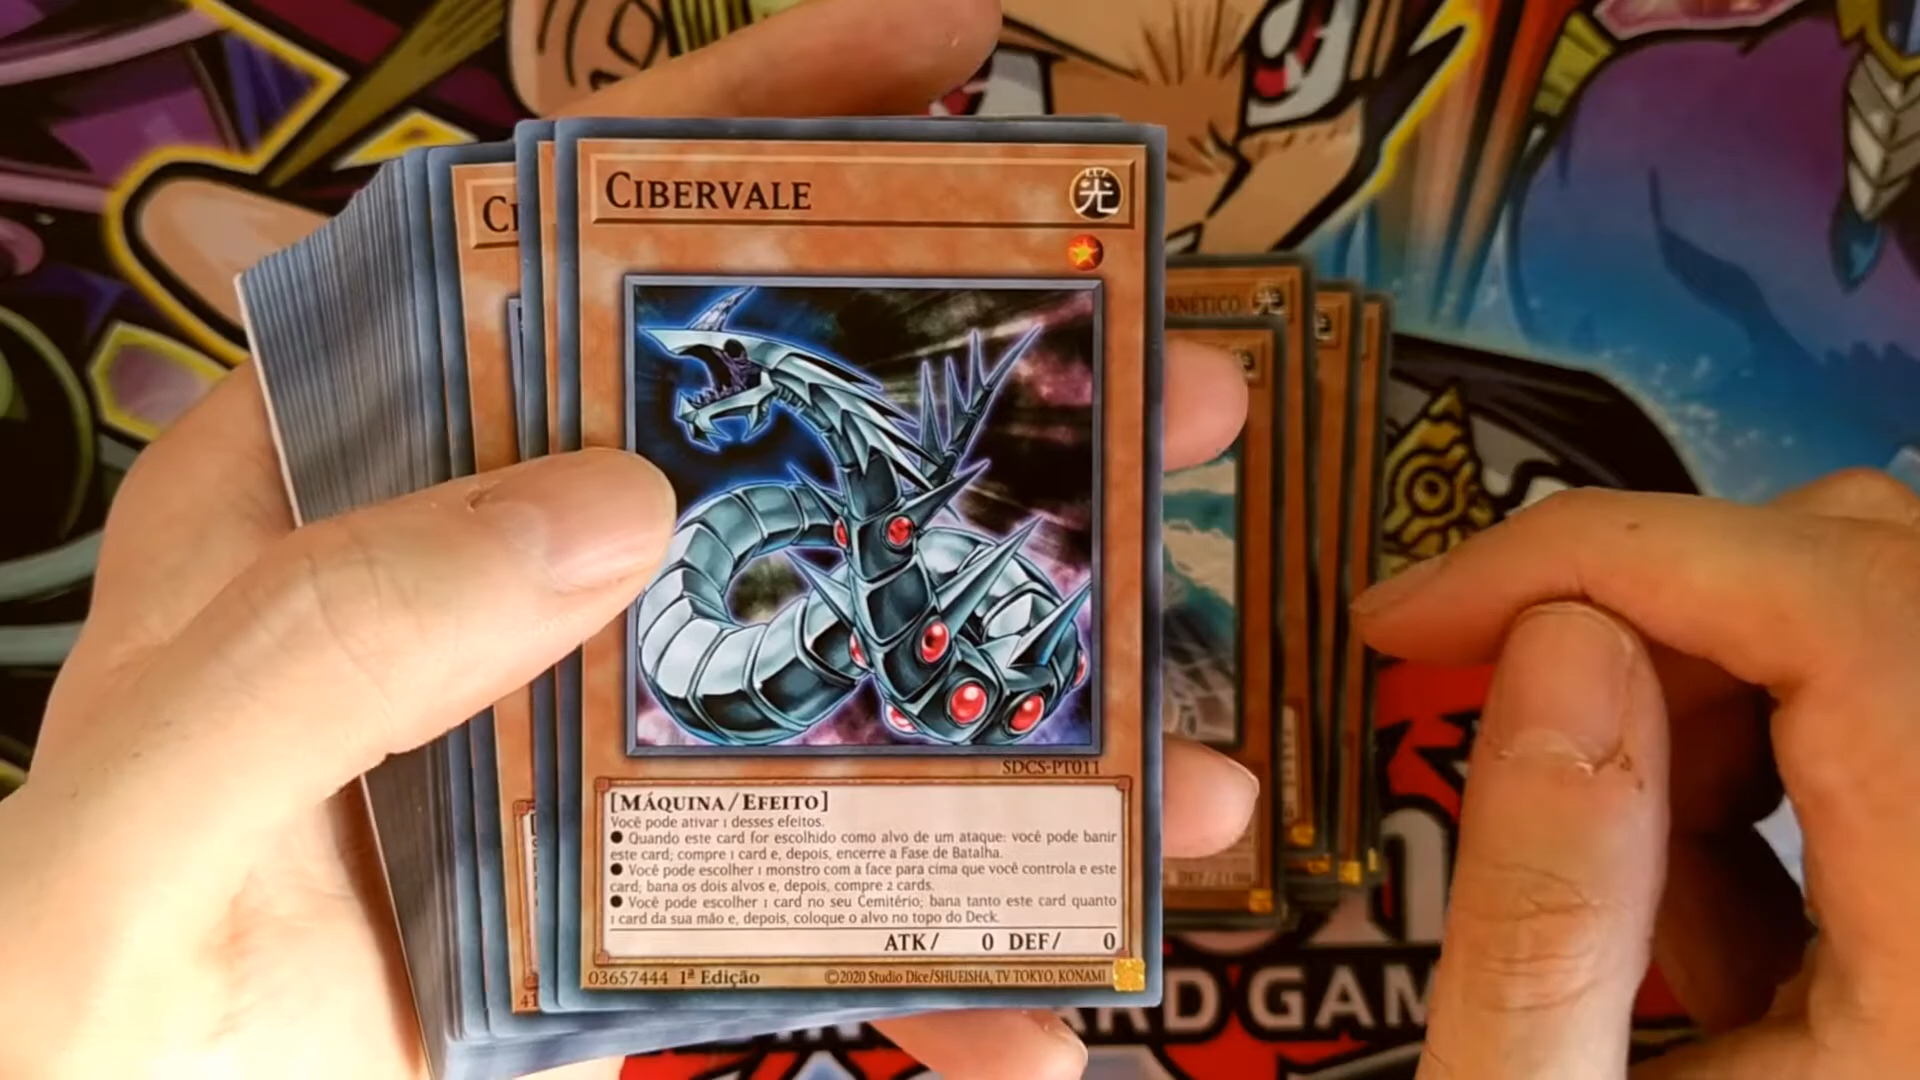 CIBERVALE
光
SDCS-PT011
[MÁQUINA/EFEITO]
Você pode ativar 1 desses efeitos.
● Quando este card for escolhido como alvo de um ataque: você pode banir
este card; compre 1 card e, depois, encerre a Fase de Batalha.
● Você pode escolher 1 monstro com a face para cima que você controla e este
card; bana os dois alvos e, depois, compre 2 cards.
● Você pode escolher 1 card no seu Cemitério; bana tanto este card quanto
1 card da sua mão e, depois, coloque o alvo no topo do Deck.
ATK/ 0 DEF/ 0
03657444 1ª Edição ©2020 Studio Dice/SHUEISHA, TV TOKYO, KONAMI
DEF/1100
CARD GAM